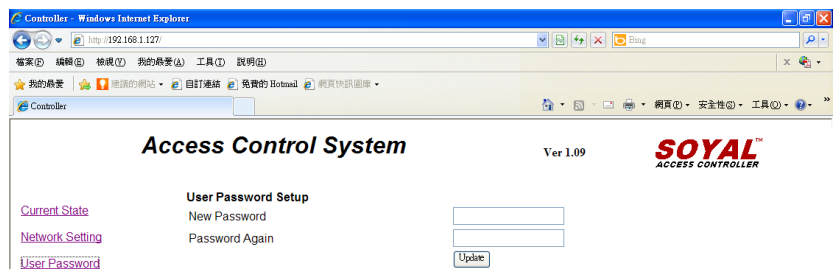 Controller - Windows Internet Explorer
http://192.168.1.127/
Bing
檔案(F) 編輯(E) 檢視(V) 我的最愛(A) 工具(T) 說明(H)
我的最愛 建議的網站 自訂連結 免費的 Hotmail 網頁快訊圖庫
Controller
網頁(P) 安全性(S) 工具(O)
Access Control System
Ver 1.09
SOYAL™
ACCESS CONTROLLER
User Password Setup
Current State
New Password
Network Setting
Password Again
User Password
Update